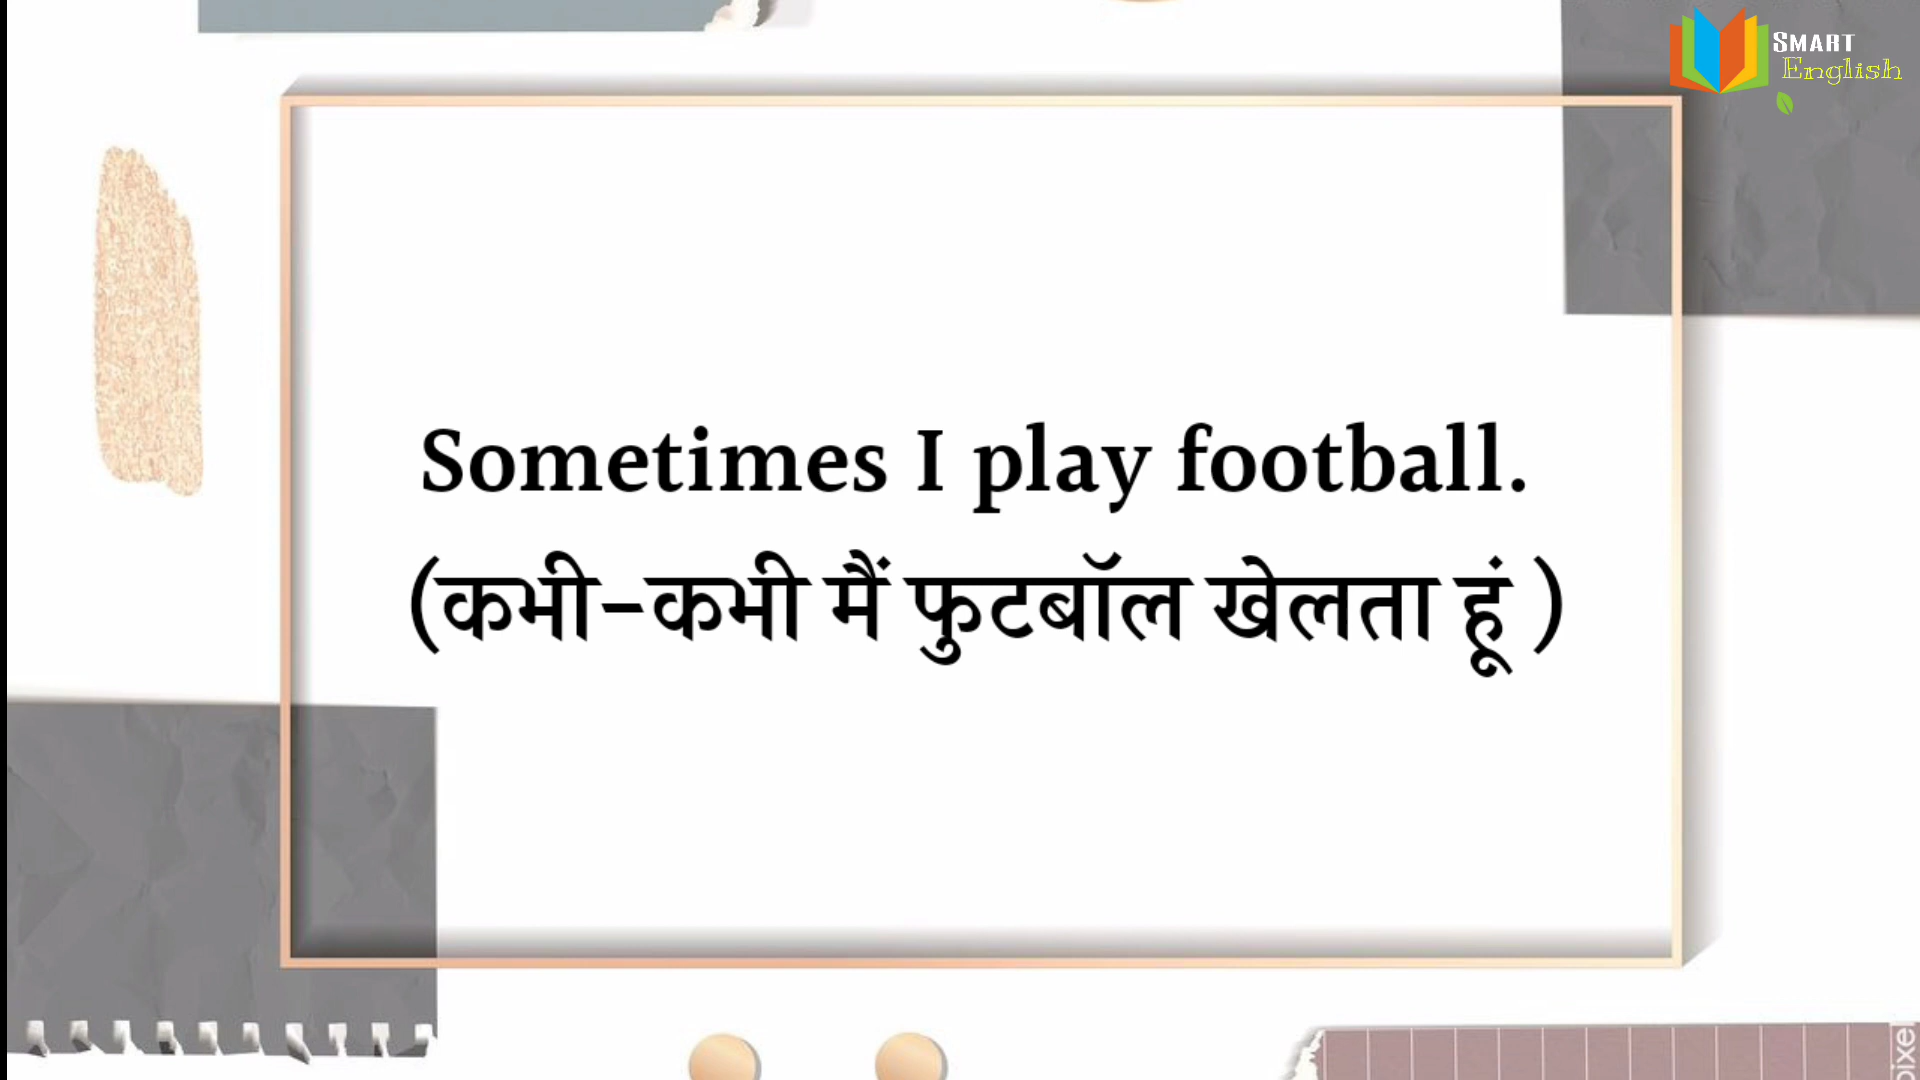 SMART
English
Sometimes I play football.
(कभी-कभी मैं फुटबॉल खेलता हूं )